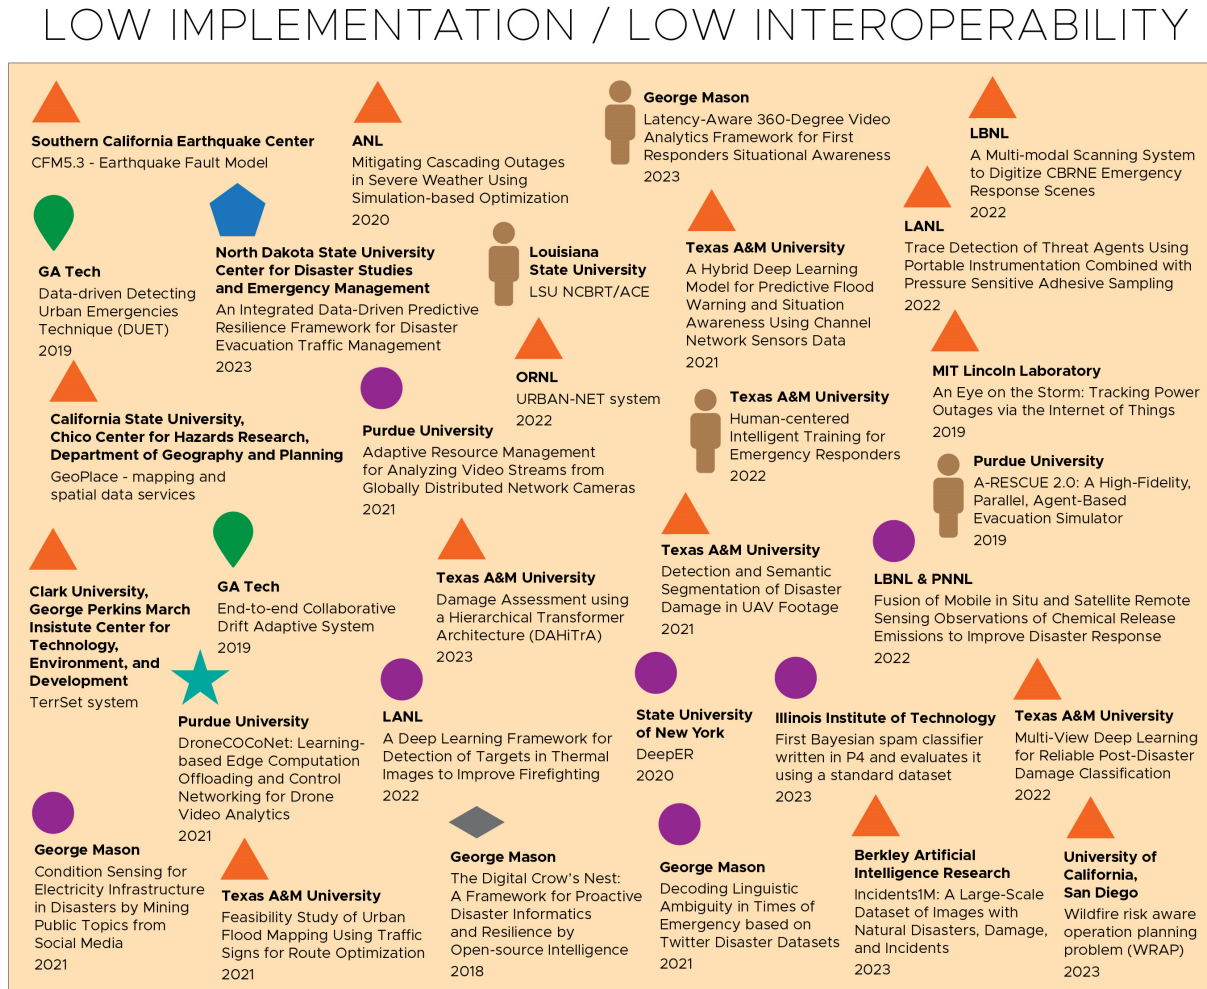 LOW IMPLEMENTATION / LOW INTEROPERABILITY
Southern California Earthquake Center
CFM5.3 - Earthquake Fault Model
ANL
Mitigating Cascading Outages
in Severe Weather Using
Simulation-based Optimization
2020
George Mason
Latency-Aware 360-Degree Video
Analytics Framework for First
Responders Situational Awareness
2023
LBNL
A Multi-modal Scanning System
to Digitize CBRNE Emergency
Response Scenes
2022
GA Tech
Data-driven Detecting
Urban Emergencies
Technique (DUET)
2019
North Dakota State University
Center for Disaster Studies
and Emergency Management
An Integrated Data-Driven Predictive
Resilience Framework for Disaster
Evacuation Traffic Management
2023
Louisiana
State University
LSU NCBRT/ACE
Texas A&M University
A Hybrid Deep Learning
Model for Predictive Flood
Warning and Situation
Awareness Using Channel
Network Sensors Data
2021
LANL
Trace Detection of Threat Agents Using
Portable Instrumentation Combined with
Pressure Sensitive Adhesive Sampling
2022
ORNL
URBAN-NET system
2022
MIT Lincoln Laboratory
An Eye on the Storm: Tracking Power
Outages via the Internet of Things
2019
California State University,
Chico Center for Hazards Research,
Department of Geography and Planning
GeoPlace - mapping and
spatial data services
Purdue University
Adaptive Resource Management
for Analyzing Video Streams from
Globally Distributed Network Cameras
2021
Texas A&M University
Human-centered
Intelligent Training for
Emergency Responders
2022
Purdue University
A-RESCUE 2.0: A High-Fidelity,
Parallel, Agent-Based
Evacuation Simulator
2019
Clark University,
George Perkins March
Insistute Center for
Technology,
Environment, and
Development
TerrSet system
GA Tech
End-to-end Collaborative
Drift Adaptive System
2019
Texas A&M University
Damage Assessment using
a Hierarchical Transformer
Architecture (DAHiTrA)
2023
Texas A&M University
Detection and Semantic
Segmentation of Disaster
Damage in UAV Footage
2021
LBNL & PNNL
Fusion of Mobile in Situ and Satellite Remote
Sensing Observations of Chemical Release
Emissions to Improve Disaster Response
2022
Purdue University
DroneCOCoNet: Learning-
based Edge Computation
Offloading and Control
Networking for Drone
Video Analytics
2021
LANL
A Deep Learning Framework for
Detection of Targets in Thermal
Images to Improve Firefighting
2022
State University
of New York
DeepER
2020
Illinois Institute of Technology
First Bayesian spam classifier
written in P4 and evaluates it
using a standard dataset
2023
Texas A&M University
Multi-View Deep Learning
for Reliable Post-Disaster
Damage Classification
2022
George Mason
Condition Sensing for
Electricity Infrastructure
in Disasters by Mining
Public Topics from
Social Media
2021
Texas A&M University
Feasibility Study of Urban
Flood Mapping Using Traffic
Signs for Route Optimization
2021
George Mason
The Digital Crow's Nest:
A Framework for Proactive
Disaster Informatics
and Resilience by
Open-source Intelligence
2018
George Mason
Decoding Linguistic
Ambiguity in Times of
Emergency based on
Twitter Disaster Datasets
2021
Berkley Artificial
Intelligence Research
Incidents1M: A Large-Scale
Dataset of Images with
Natural Disasters, Damage,
and Incidents
2023
University of
California,
San Diego
Wildfire risk aware
operation planning
problem (WRAP)
2023